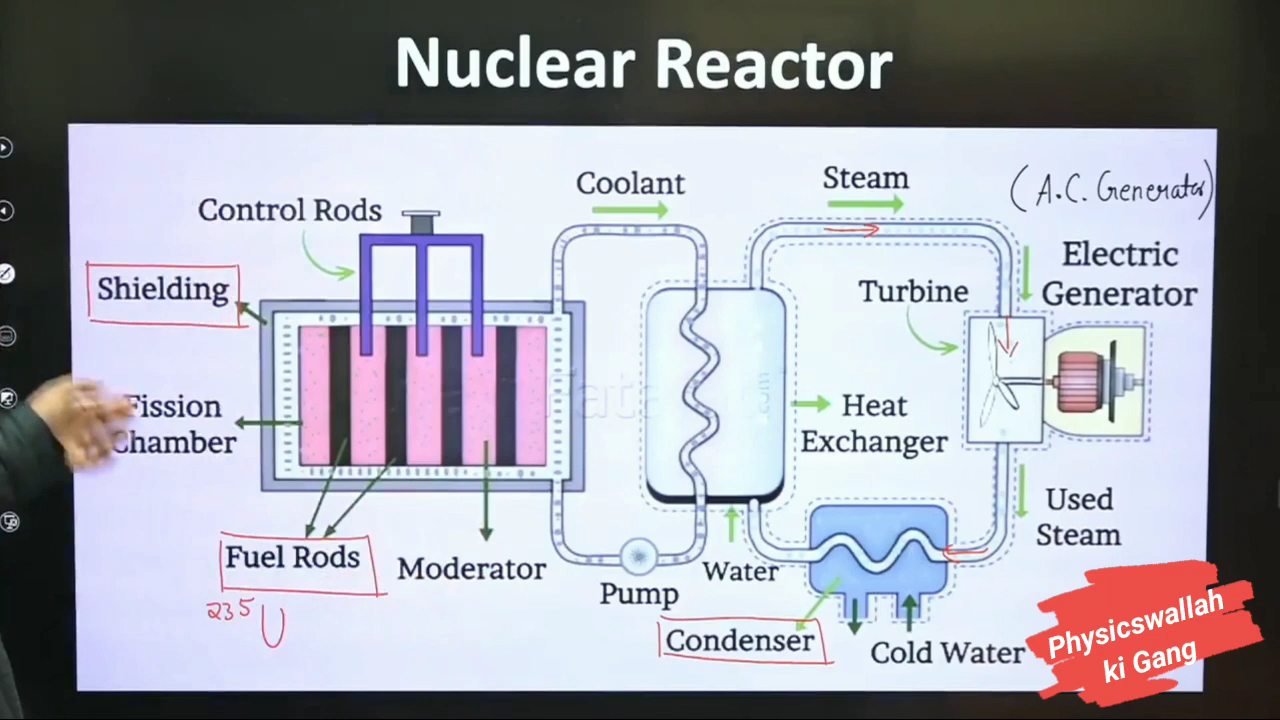 Nuclear Reactor
Coolant
Steam
(A.C. Generator)
Control Rods
Shielding
Electric
Generator
Turbine
Fission
Chamber
Heat
Exchanger
Used
Steam
Fuel Rods
Moderator
Pump
Water
Condenser
Cold Water
235
U
Physicswallah
ki Gang